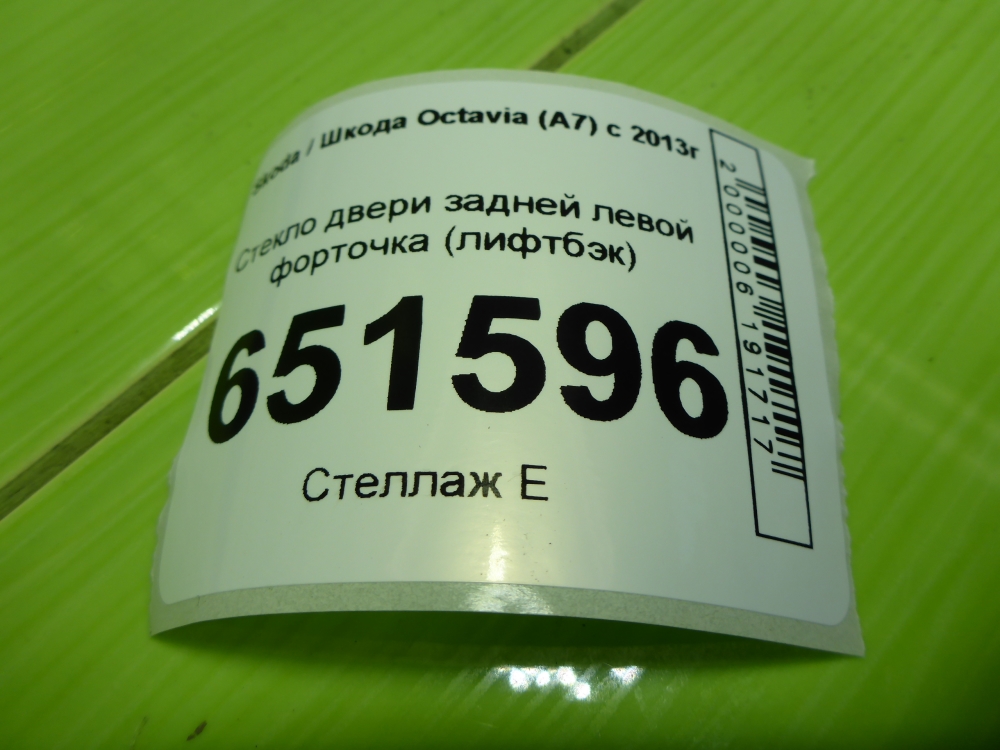 Skoda / Шкода Octavia (A7) с 2013г
Стекло двери задней левой
форточка (лифтбэк)
651596
Стеллаж Е
2000006191717